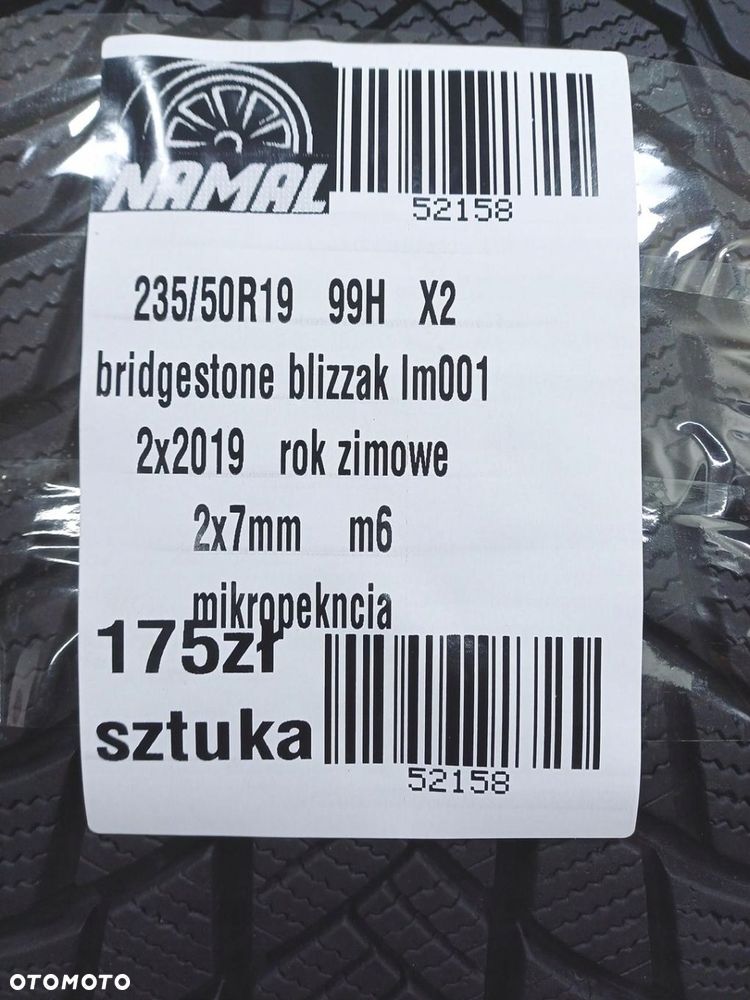 NAMAL
52158
235/50R19 99H X2
bridgestone blizzak lm001
2x2019 rok zimowe
2x7mm m6
mikropekncia
175zł
sztuka
52158
OTOMOTO